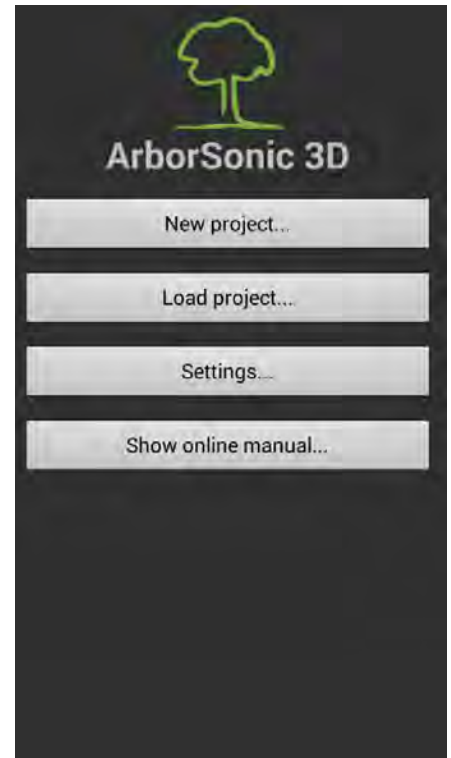 ArborSonic 3D
New project...
Load project...
Settings...
Show online manual...